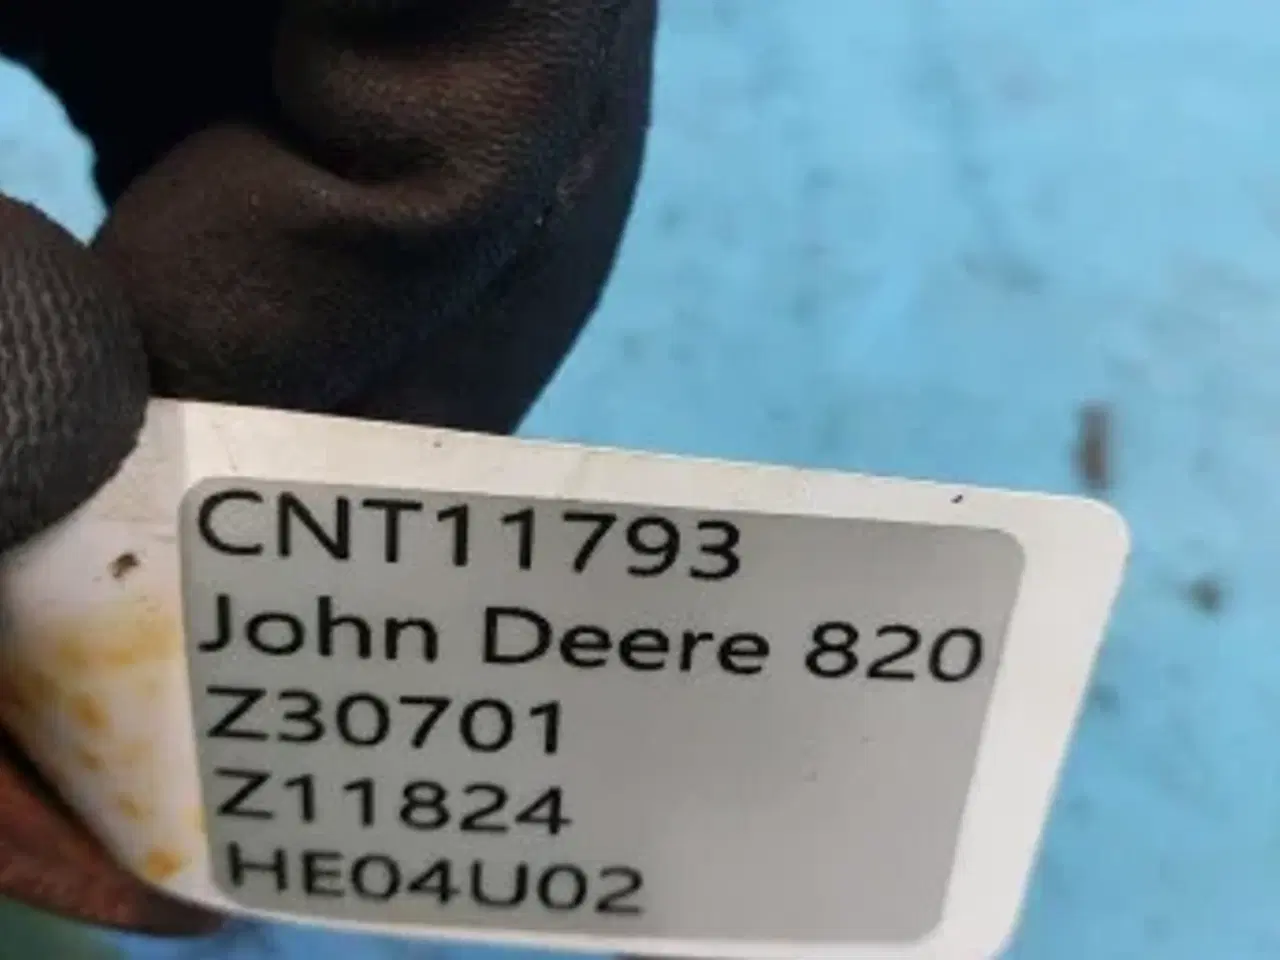 CNT11793
John Deere 820
Z30701
Z11824
HE04U02